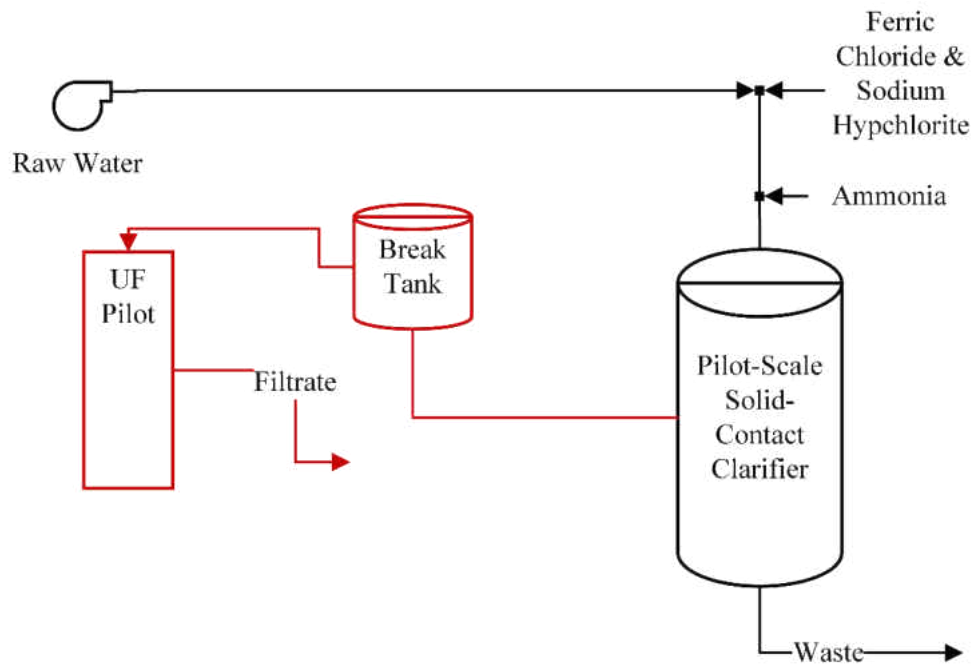 Ferric
Chloride &
Sodium
Hypchlorite
Raw Water
Ammonia
Break
Tank
UF
Pilot
Filtrate
Pilot-Scale
Solid-
Contact
Clarifier
Waste